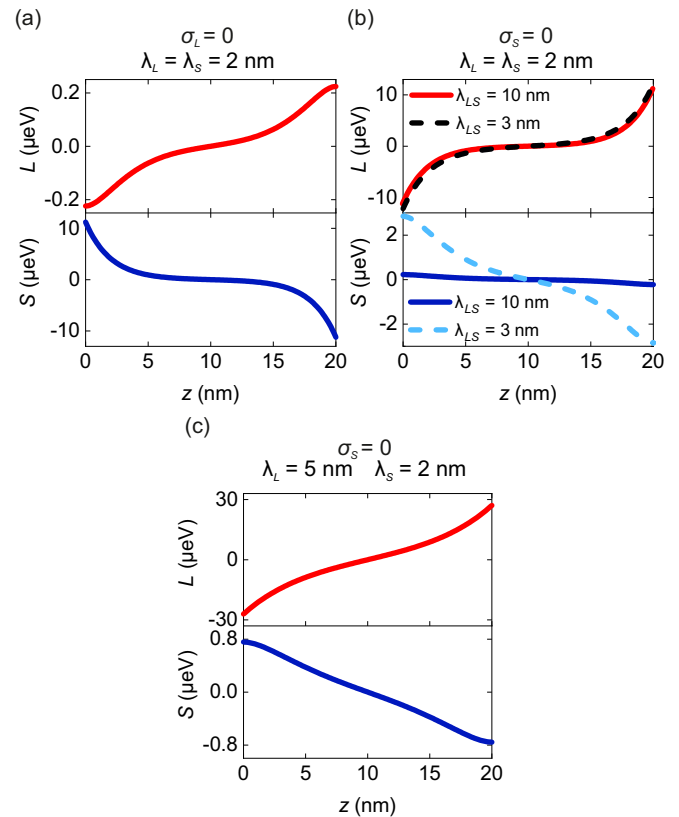 (a)
σL = 0
λL = λS = 2 nm
L (µeV)
0.2
0.0
-0.2
S (µeV)
10
0
-10
0 5 10 15 20
z (nm)
(b)
σS = 0
λL = λS = 2 nm
L (µeV)
10
0
-10
λLS = 10 nm
λLS = 3 nm
S (µeV)
2
0
-2
λLS = 10 nm
λLS = 3 nm
0 5 10 15 20
z (nm)
(c)
σS = 0
λL = 5 nm λS = 2 nm
L (µeV)
30
0
-30
S (µeV)
0.8
0.0
-0.8
0 5 10 15 20
z (nm)